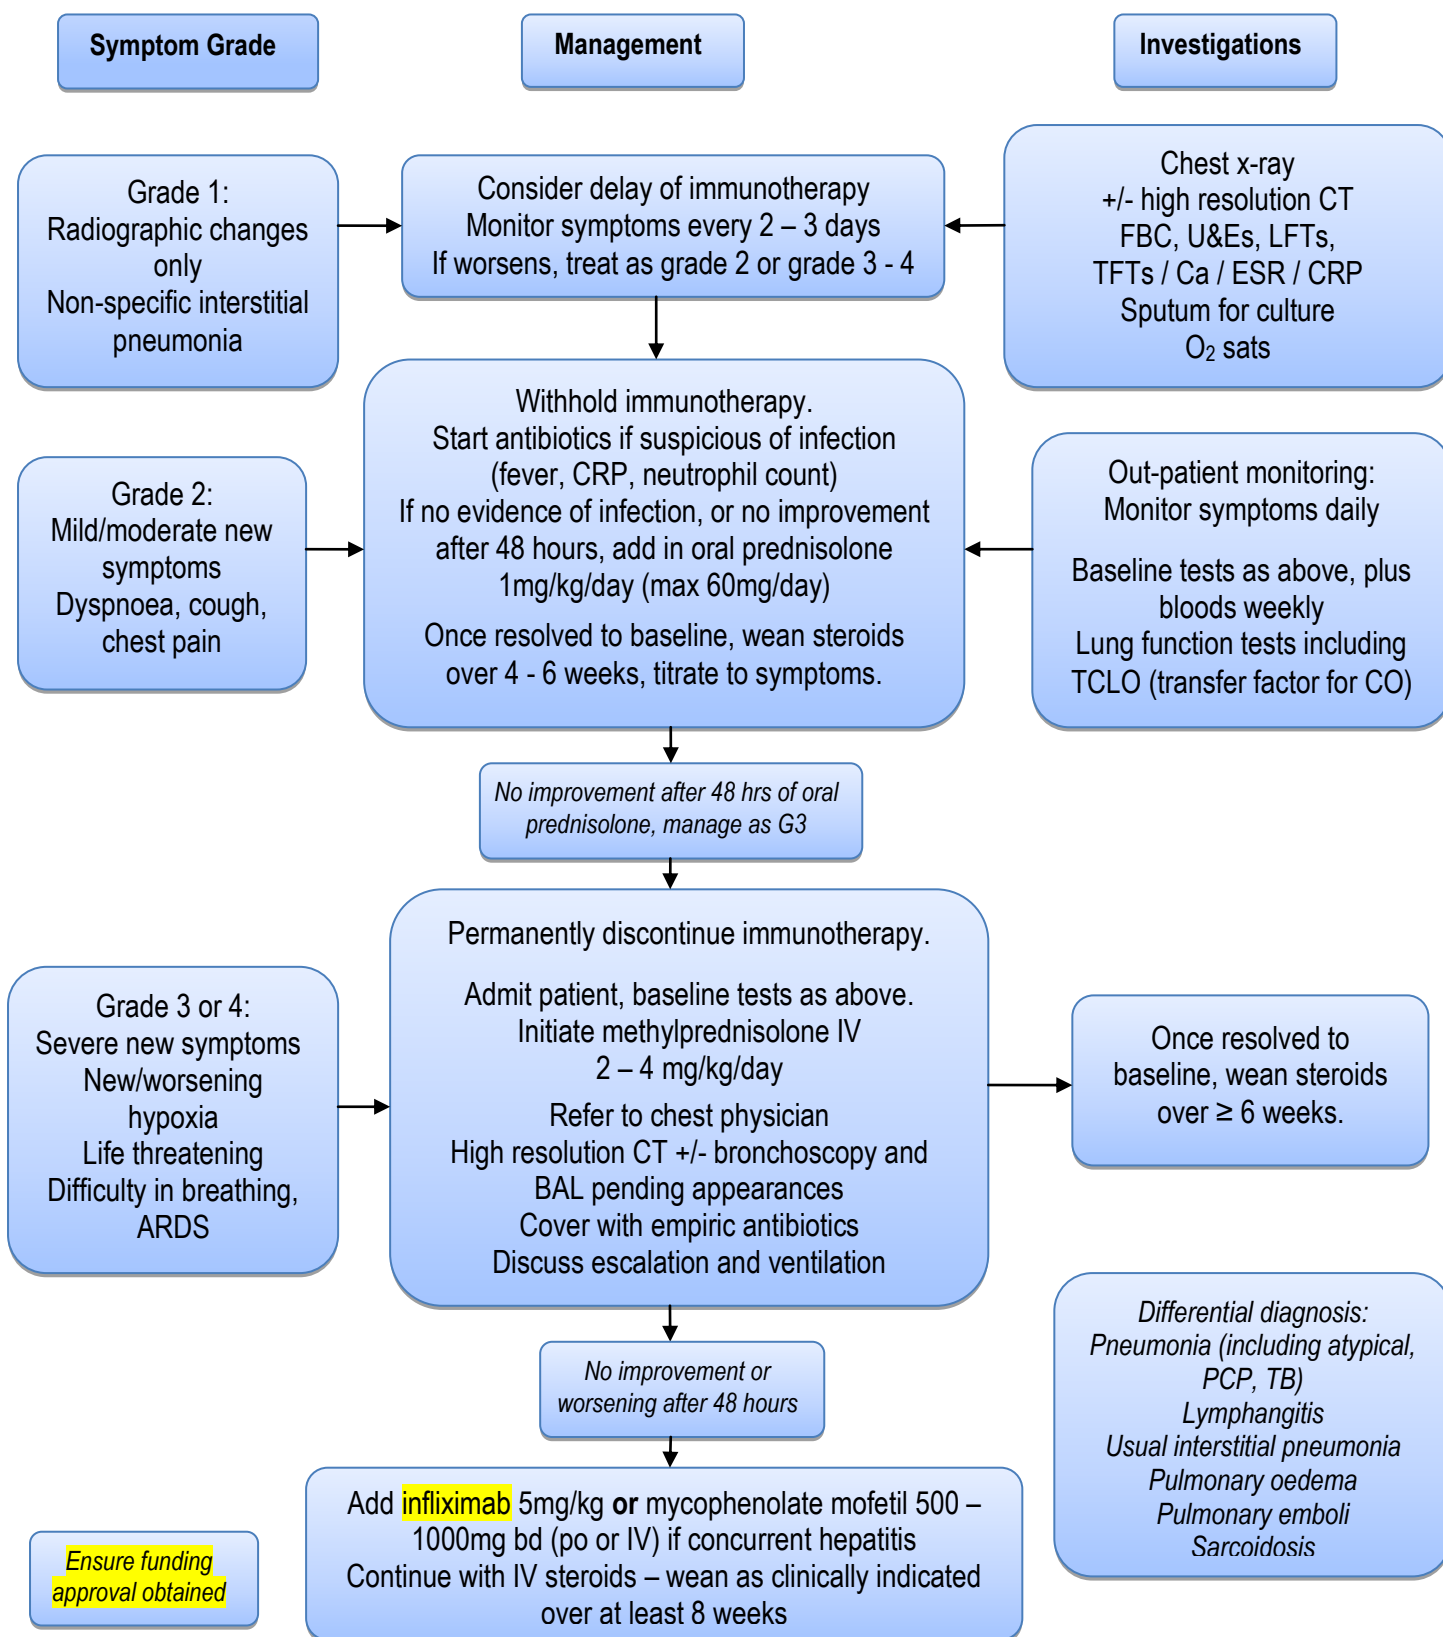 Symptom Grade
Management
Investigations
Grade 1:
Radiographic changes
only
Non-specific interstitial
pneumonia
Consider delay of immunotherapy
Monitor symptoms every 2 – 3 days
If worsens, treat as grade 2 or grade 3 - 4
Chest x-ray
+/- high resolution CT
FBC, U&Es, LFTs,
TFTs / Ca / ESR / CRP
Sputum for culture
O₂ sats
Grade 2:
Mild/moderate new
symptoms
Dyspnoea, cough,
chest pain
Withhold immunotherapy.
Start antibiotics if suspicious of infection
(fever, CRP, neutrophil count)
If no evidence of infection, or no improvement
after 48 hours, add in oral prednisolone
1mg/kg/day (max 60mg/day)
Once resolved to baseline, wean steroids
over 4 - 6 weeks, titrate to symptoms.
Out-patient monitoring:
Monitor symptoms daily
Baseline tests as above, plus
bloods weekly
Lung function tests including
TCLO (transfer factor for CO)
No improvement after 48 hrs of oral
prednisolone, manage as G3
Grade 3 or 4:
Severe new symptoms
New/worsening
hypoxia
Life threatening
Difficulty in breathing,
ARDS
Permanently discontinue immunotherapy.
Admit patient, baseline tests as above.
Initiate methylprednisolone IV
2 – 4 mg/kg/day
Refer to chest physician
High resolution CT +/- bronchoscopy and
BAL pending appearances
Cover with empiric antibiotics
Discuss escalation and ventilation
Once resolved to
baseline, wean steroids
over ≥ 6 weeks.
No improvement or
worsening after 48 hours
Differential diagnosis:
Pneumonia (including atypical,
PCP, TB)
Lymphangitis
Usual interstitial pneumonia
Pulmonary oedema
Pulmonary emboli
Sarcoidosis
Ensure funding
approval obtained
Add infliximab 5mg/kg or mycophenolate mofetil 500 –
1000mg bd (po or IV) if concurrent hepatitis
Continue with IV steroids – wean as clinically indicated
over at least 8 weeks